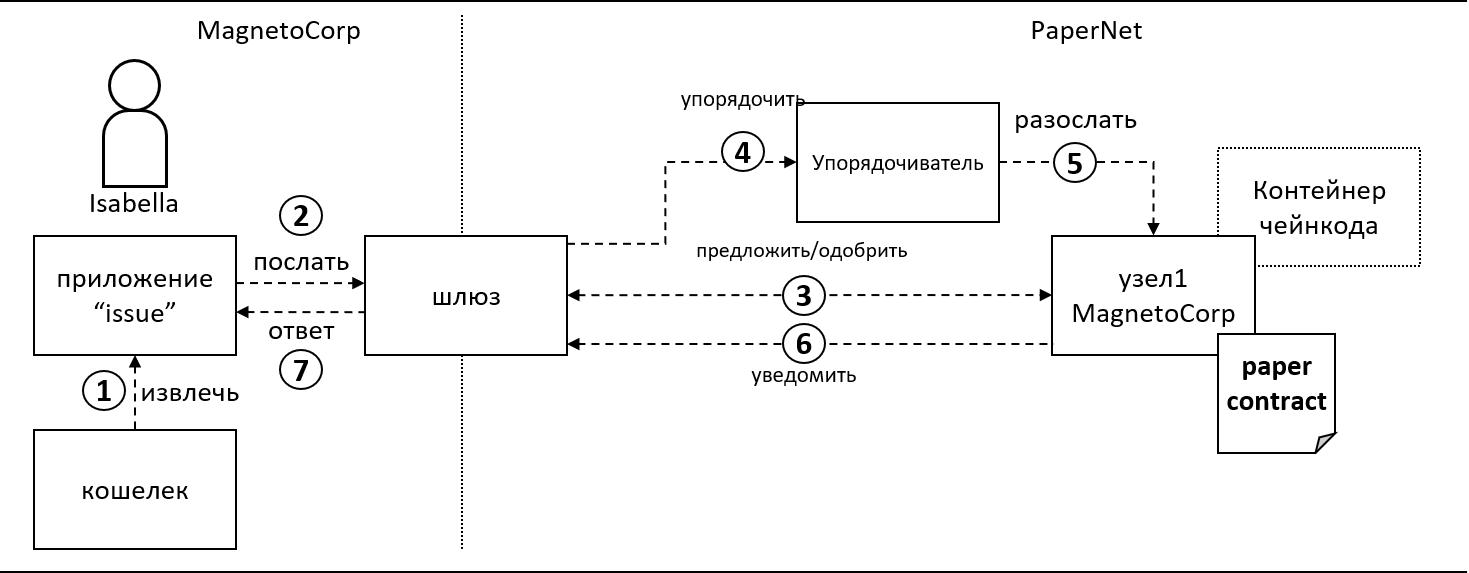 MagnetoCorp
PaperNet
Isabella
упорядочить
4
Упорядочиватель
разослать
5
Контейнер
чейнкода
2
послать
приложение
“issue”
шлюз
предложить/одобрить
3
узел1
MagnetoCorp
ответ
7
6
уведомить
paper
contract
1
извлечь
кошелек